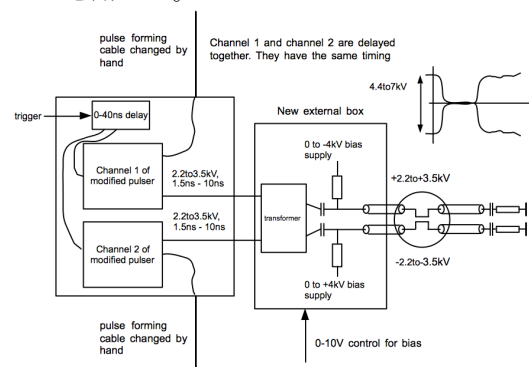 pulse forming
cable changed by
hand
Channel 1 and channel 2 are delayed
together. They have the same timing
4.4to7kV
New external box
trigger
0-40ns delay
0 to -4kV bias
supply
Channel 1 of
modified pulser
2.2to3.5kV,
1.5ns - 10ns
+2.2to+3.5kV
2.2to3.5kV,
1.5ns - 10ns
transformer
Channel 2 of
modified pulser
-2.2to-3.5kV
0 to +4kV bias
supply
pulse forming
cable changed by
hand
0-10V control for bias